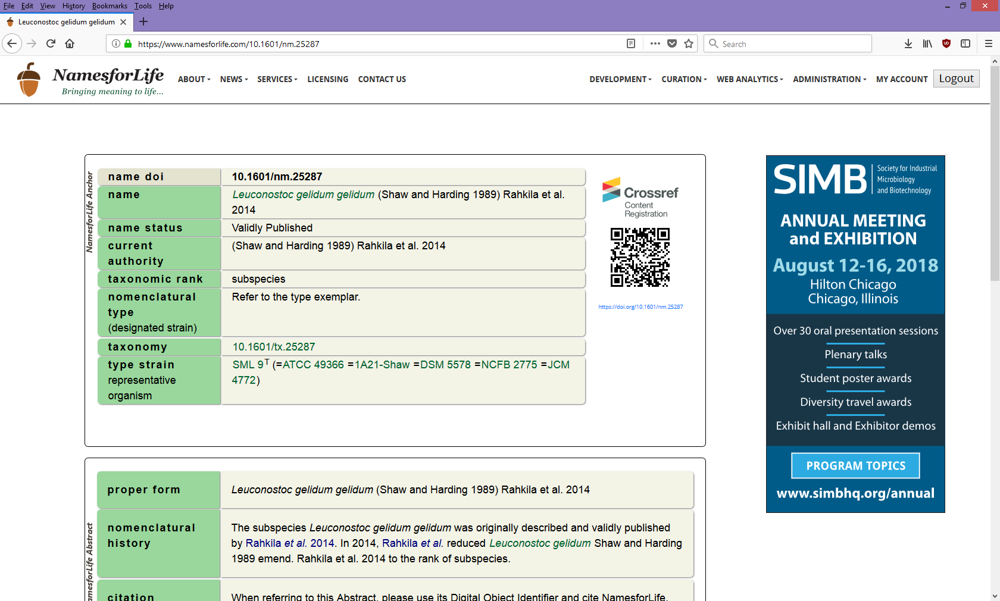 File Edit View History Bookmarks Tools Help
Leuconostoc gelidum gelidum
https://www.namesforlife.com/10.1601/nm.25287
Search
NamesforLife
Bringing meaning to life...
ABOUT NEWS SERVICES LICENSING CONTACT US
DEVELOPMENT CURATION WEB ANALYTICS ADMINISTRATION MY ACCOUNT Logout
NamesforLife Anchor
name doi 10.1601/nm.25287
name Leuconostoc gelidum gelidum (Shaw and Harding 1989) Rahkila et al.
2014
name status Validly Published
current (Shaw and Harding 1989) Rahkila et al. 2014
authority
taxonomic rank subspecies
nomenclatural Refer to the type exemplar.
type
(designated strain)
taxonomy 10.1601/tx.25287
type strain SML 9T (=ATCC 49366 =1A21-Shaw =DSM 5578 =NCFB 2775 =JCM
representative 4772)
organism
Crossref
Content
Registration
https://doi.org/10.1601/nm.25287
SIMB
Society for Industrial
Microbiology
and Biotechnology
ANNUAL MEETING
and EXHIBITION
August 12-16, 2018
Hilton Chicago
Chicago, Illinois
Over 30 oral presentation sessions
Plenary talks
Student poster awards
Diversity travel awards
Exhibit hall and Exhibitor demos
PROGRAM TOPICS
www.simbhq.org/annual
amesforLife Abstract
proper form Leuconostoc gelidum gelidum (Shaw and Harding 1989) Rahkila et al. 2014
nomenclatural The subspecies Leuconostoc gelidum gelidum was originally described and validly published
history by Rahkila et al. 2014. In 2014, Rahkila et al. reduced Leuconostoc gelidum Shaw and Harding
1989 emend. Rahkila et al. 2014 to the rank of subspecies.
citation When referring to this Abstract, please use its Digital Object Identifier and cite NamesforLife.